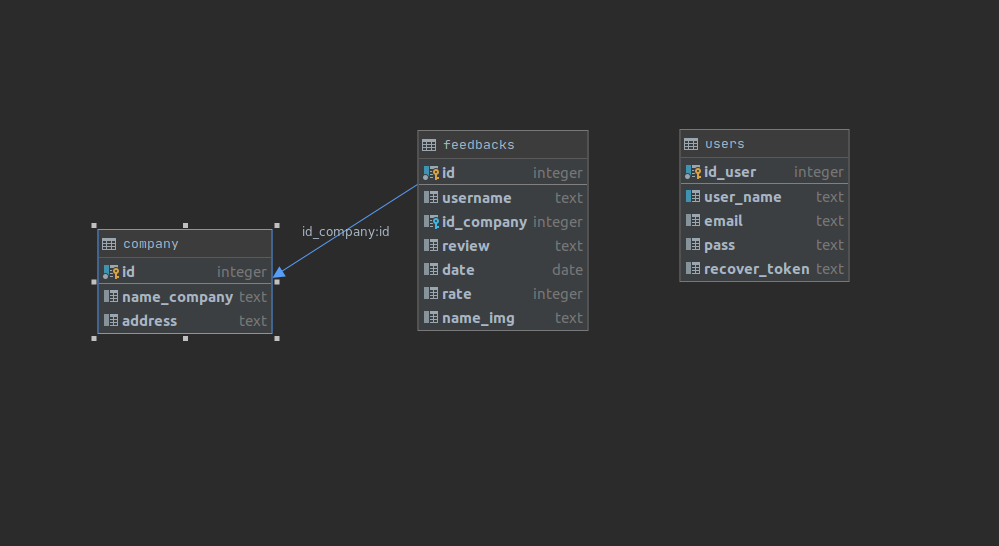 company
id integer
name_company text
address text
id_company:id
feedbacks
id integer
username text
id_company integer
review text
date date
rate integer
name_img text
users
id_user integer
user_name text
email text
pass text
recover_token text